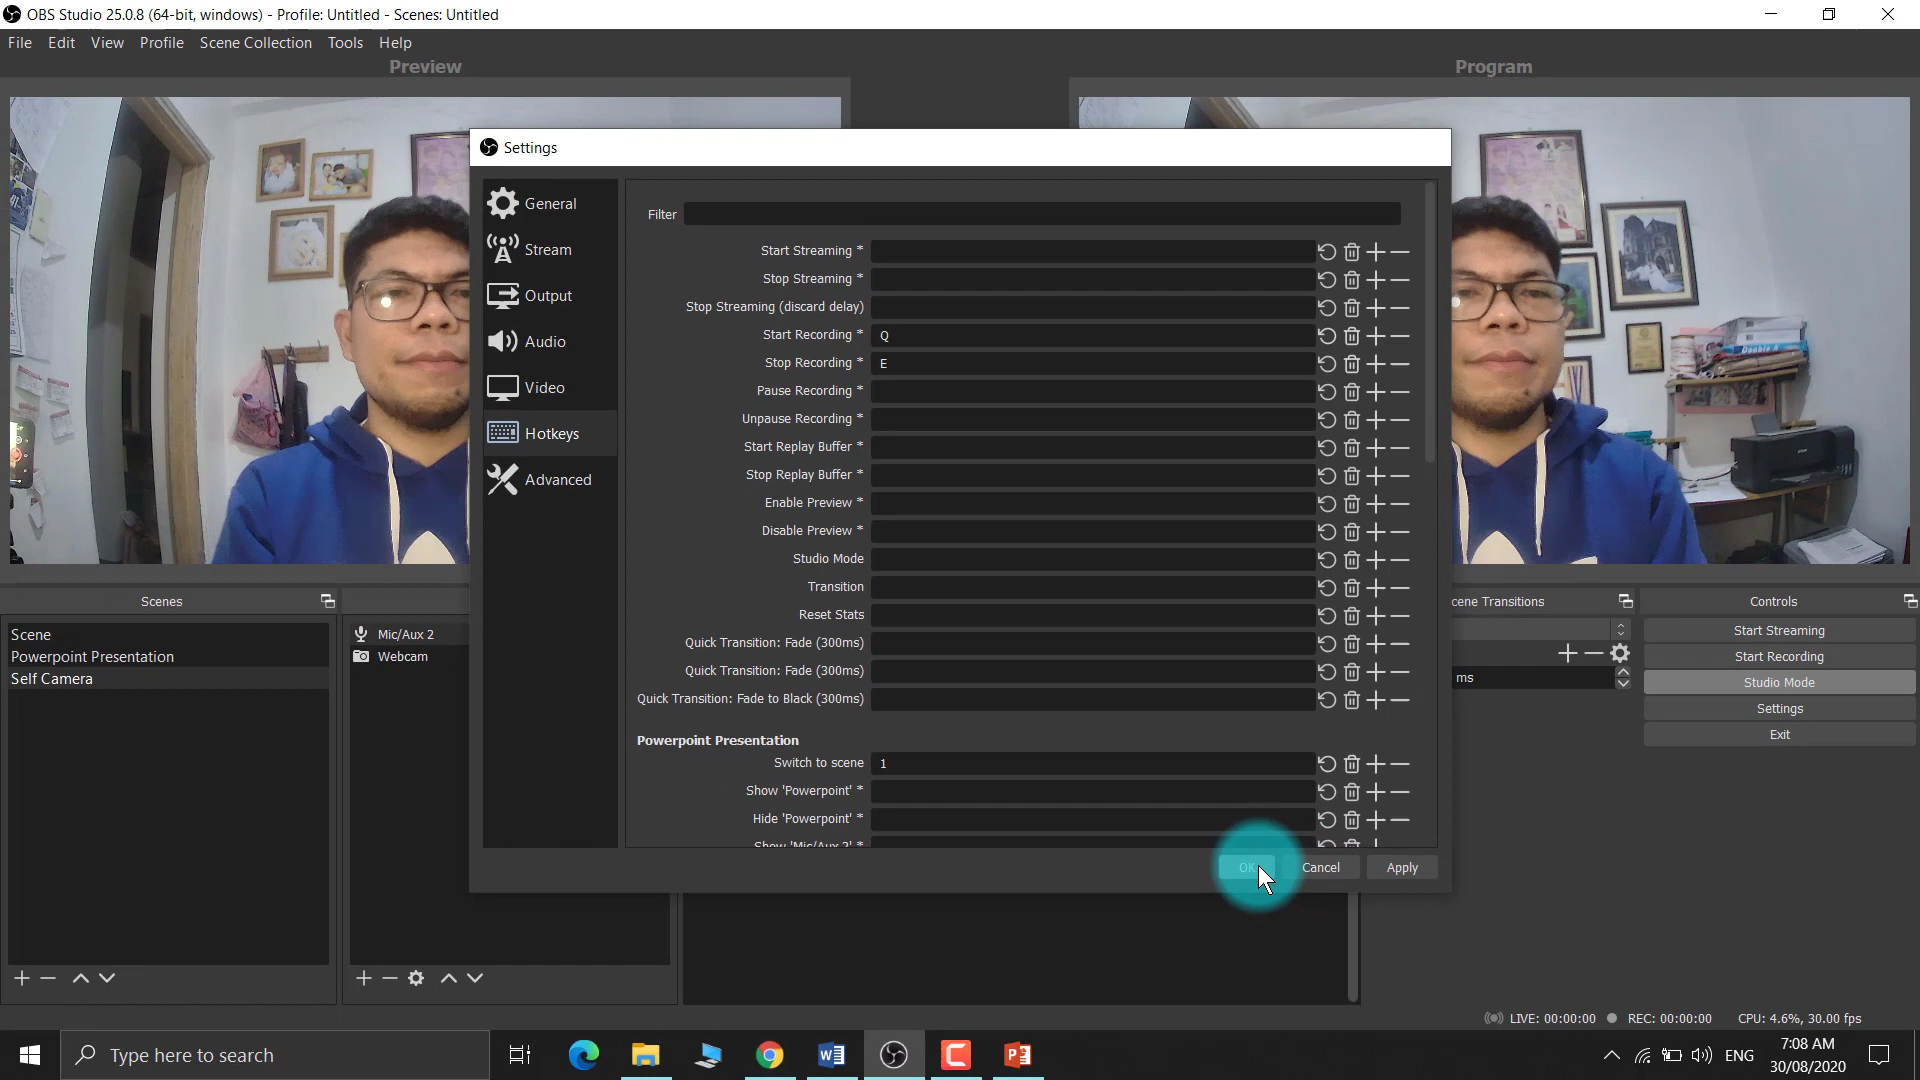 OBS Studio 25.0.8 (64-bit, windows) - Profile: Untitled - Scenes: Untitled
File Edit View Profile Scene Collection Tools Help
Preview
Program
Settings
General
Stream
Output
Audio
Video
Hotkeys
Advanced
Filter
Start Streaming *
Stop Streaming *
Stop Streaming (discard delay)
Start Recording * Q
Stop Recording * E
Pause Recording *
Unpause Recording *
Start Replay Buffer *
Stop Replay Buffer *
Enable Preview *
Disable Preview *
Studio Mode
Transition
Reset Stats
Quick Transition: Fade (300ms)
Quick Transition: Fade (300ms)
Quick Transition: Fade to Black (300ms)
Powerpoint Presentation
Switch to scene 1
Show 'Powerpoint' *
Hide 'Powerpoint' *
Show 'Mic/Aux 2' *
OK Cancel Apply
Scenes
Scene
Powerpoint Presentation
Self Camera
Mic/Aux 2
Webcam
cene Transitions
ms
Controls
Start Streaming
Start Recording
Studio Mode
Settings
Exit
LIVE: 00:00:00 REC: 00:00:00 CPU: 4.6%, 30.00 fps
Type here to search
ENG
7:08 AM
30/08/2020